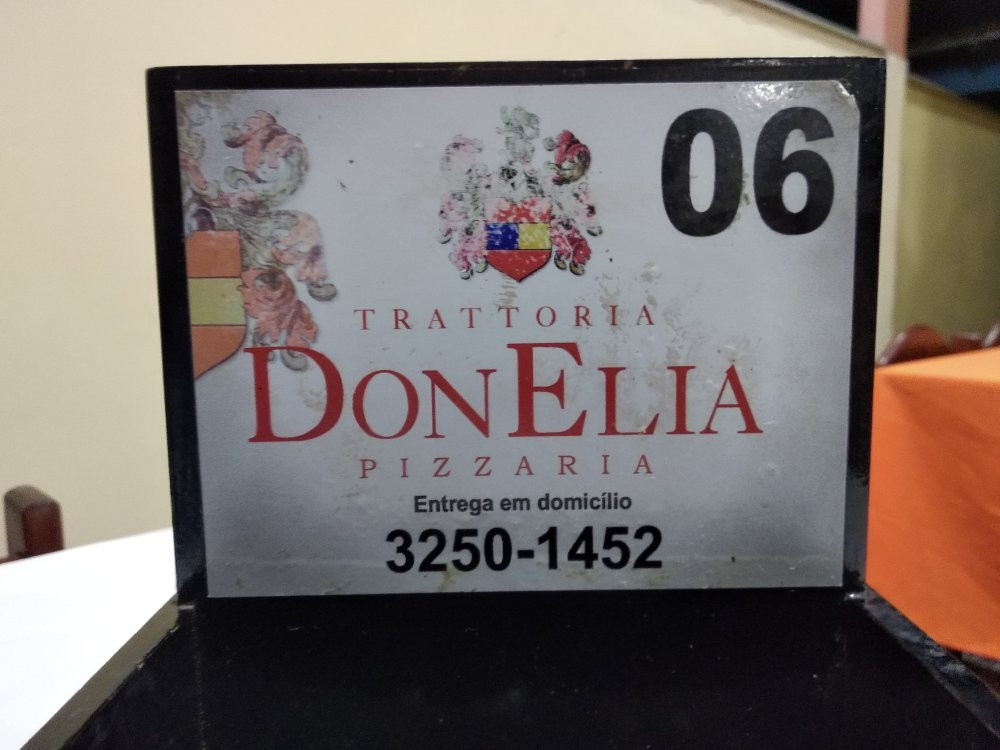 06
TRATTORIA
DONELIA
PIZZARIA
Entrega em domicílio
3250-1452